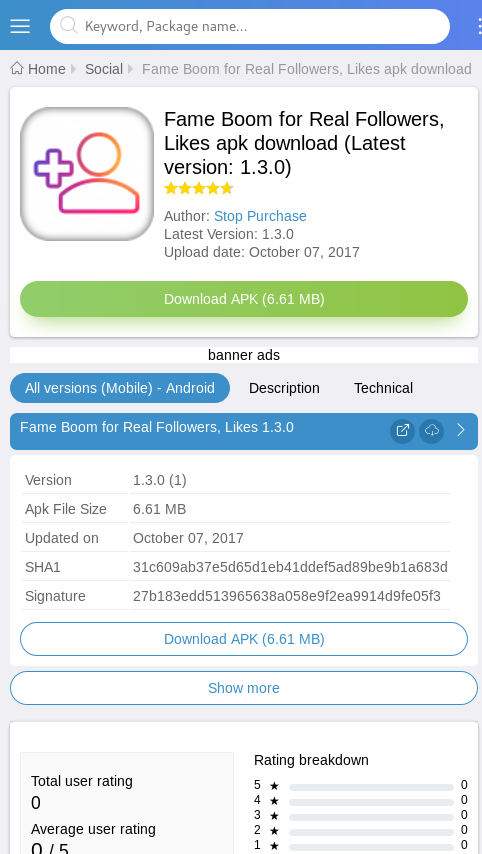 Keyword, Package name...
Home Social Fame Boom for Real Followers, Likes apk download
Fame Boom for Real Followers,
Likes apk download (Latest
version: 1.3.0)
Author: Stop Purchase
Latest Version: 1.3.0
Upload date: October 07, 2017
Download APK (6.61 MB)
banner ads
All versions (Mobile) - Android Description Technical
Fame Boom for Real Followers, Likes 1.3.0
Version 1.3.0 (1)
Apk File Size 6.61 MB
Updated on October 07, 2017
SHA1 31c609ab37e5d65d1eb41ddef5ad89be9b1a683d
Signature 27b183edd513965638a058e9f2ea9914d9fe05f3
Download APK (6.61 MB)
Show more
Total user rating
0
Average user rating
0 / 5
Rating breakdown
5 ★ 0
4 ★ 0
3 ★ 0
2 ★ 0
1 ★ 0